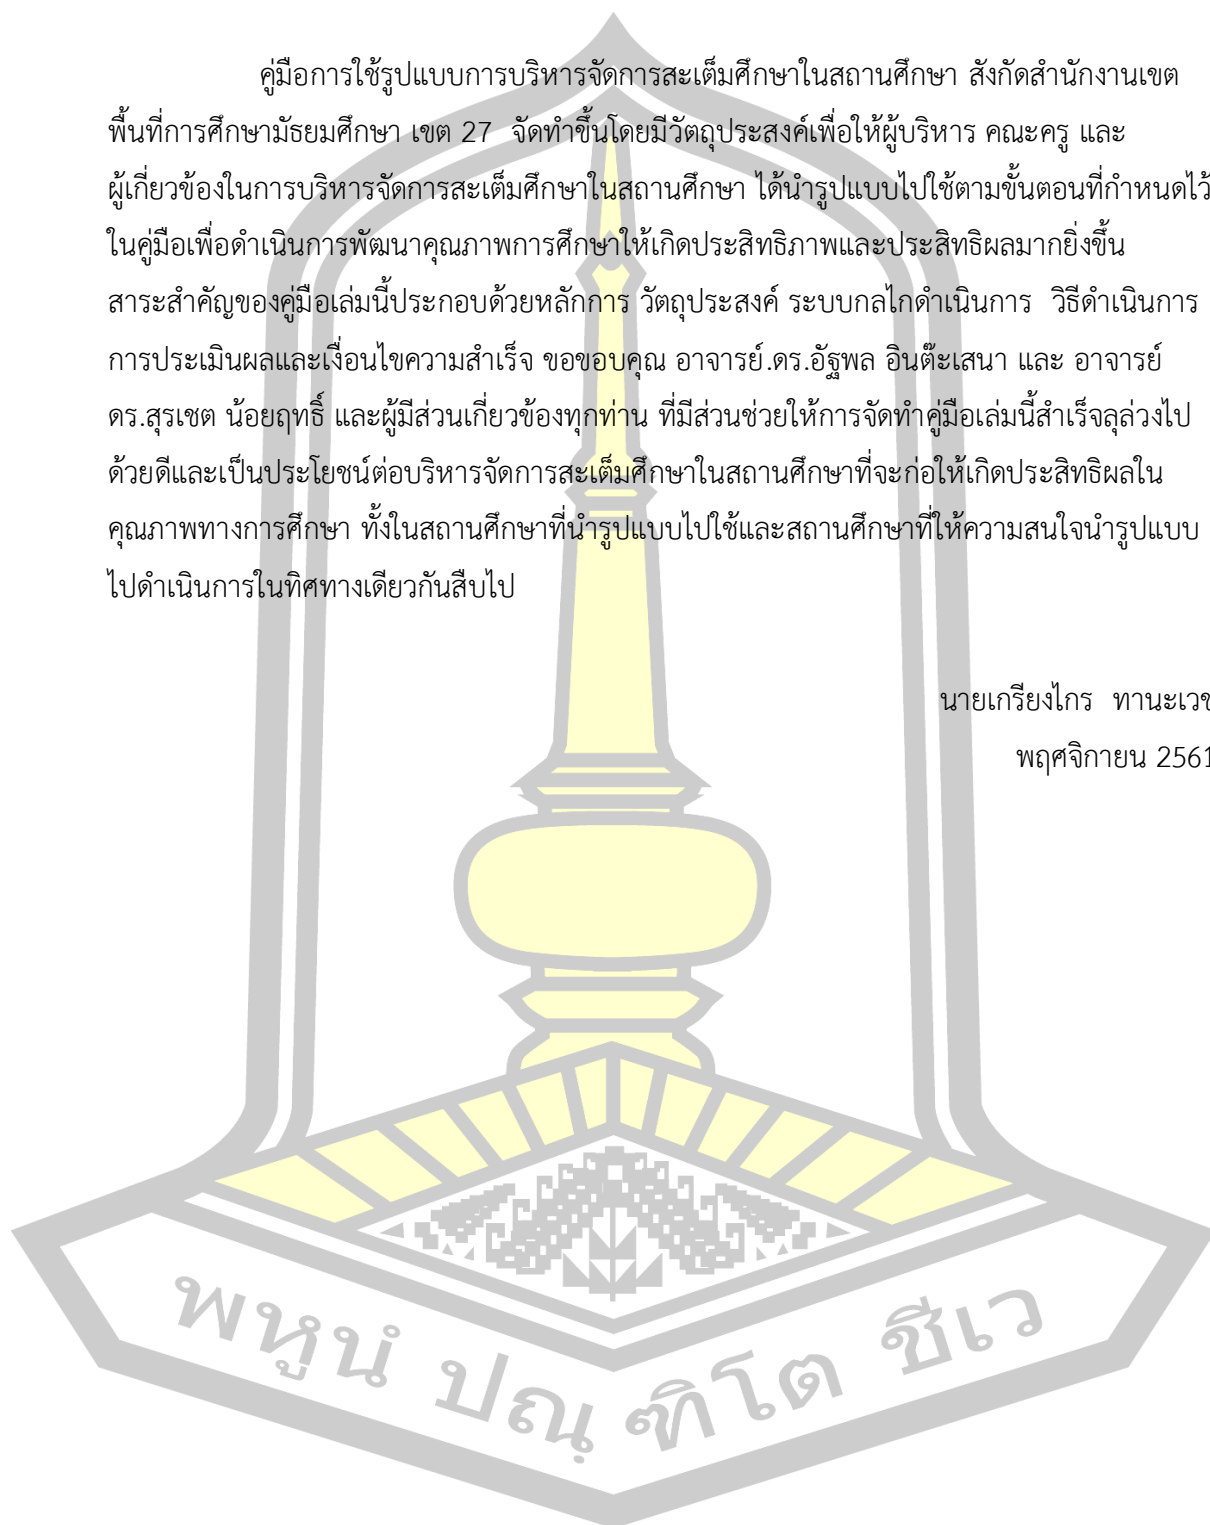 คู่มือการใช้รูปแบบการบริหารจัดการสะเต็มศึกษาในสถานศึกษา สังกัดสำนักงานเขต
พื้นที่การศึกษามัธยมศึกษา เขต 27 จัดทำขึ้นโดยมีวัตถุประสงค์เพื่อให้ผู้บริหาร คณะครู และ
ผู้เกี่ยวข้องในการบริหารจัดการสะเต็มศึกษาในสถานศึกษา ได้นำรูปแบบไปใช้ตามขั้นตอนที่กำหนดไว้
ในคู่มือเพื่อดำเนินการพัฒนาคุณภาพการศึกษาให้เกิดประสิทธิภาพและประสิทธิผลมากยิ่งขึ้น
สาระสำคัญของคู่มือเล่มนี้ประกอบด้วยหลักการ วัตถุประสงค์ ระบบกลไกดำเนินการ วิธีดำเนินการ
การประเมินผลและเงื่อนไขความสำเร็จ ขอขอบคุณ อาจารย์.ดร.อัฐพล อินต๊ะเสนา และ อาจารย์
ดร.สุรเชต น้อยฤทธิ์ และผู้มีส่วนเกี่ยวข้องทุกท่าน ที่มีส่วนช่วยให้การจัดทำคู่มือเล่มนี้สำเร็จลุล่วงไป
ด้วยดีและเป็นประโยชน์ต่อบริหารจัดการสะเต็มศึกษาในสถานศึกษาที่จะก่อให้เกิดประสิทธิผลใน
คุณภาพทางการศึกษา ทั้งในสถานศึกษาที่นำรูปแบบไปใช้และสถานศึกษาที่ให้ความสนใจนำรูปแบบ
ไปดำเนินการในทิศทางเดียวกันสืบไป
นายเกรียงไกร ทานะเวช
พฤศจิกายน 2561
พหูนํ ปณฺฑิโต ชีเว